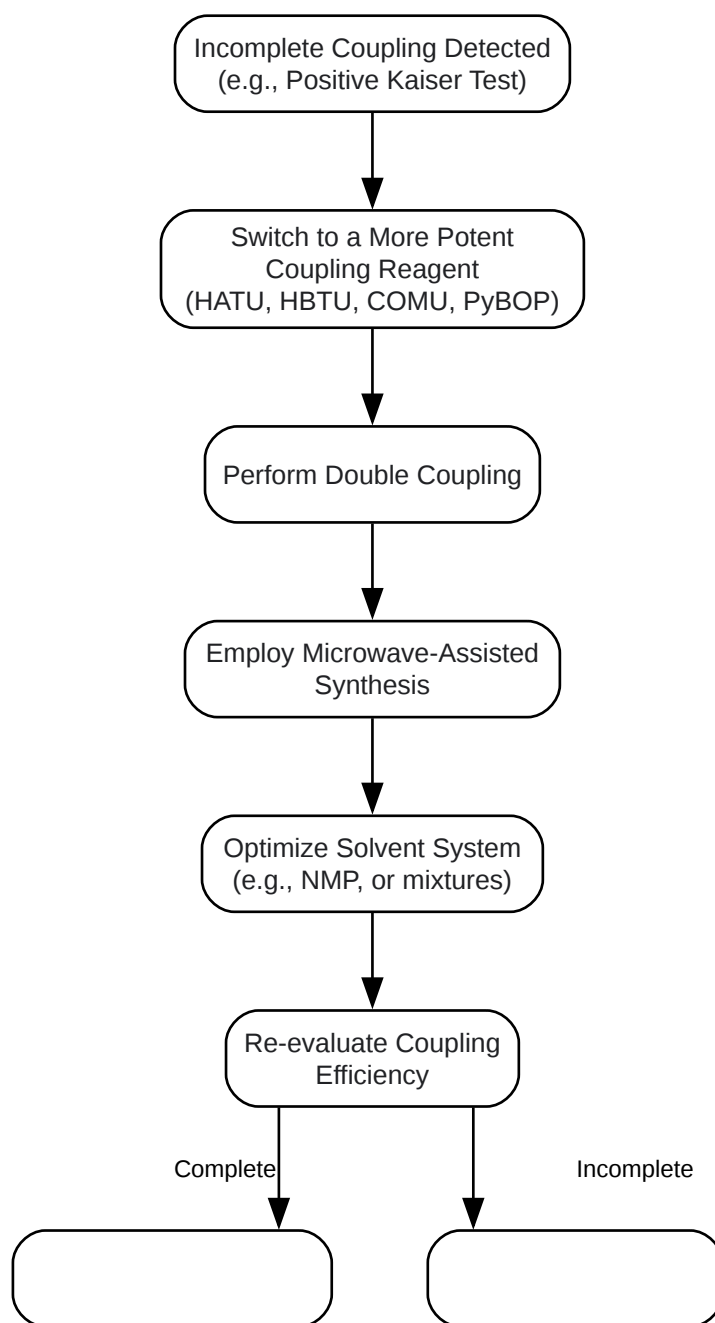 Incomplete Coupling Detected
(e.g., Positive Kaiser Test)
Switch to a More Potent
Coupling Reagent
(HATU, HBTU, COMU, PyBOP)
Perform Double Coupling
Employ Microwave-Assisted
Synthesis
Optimize Solvent System
(e.g., NMP, or mixtures)
Re-evaluate Coupling
Efficiency
Complete
Incomplete